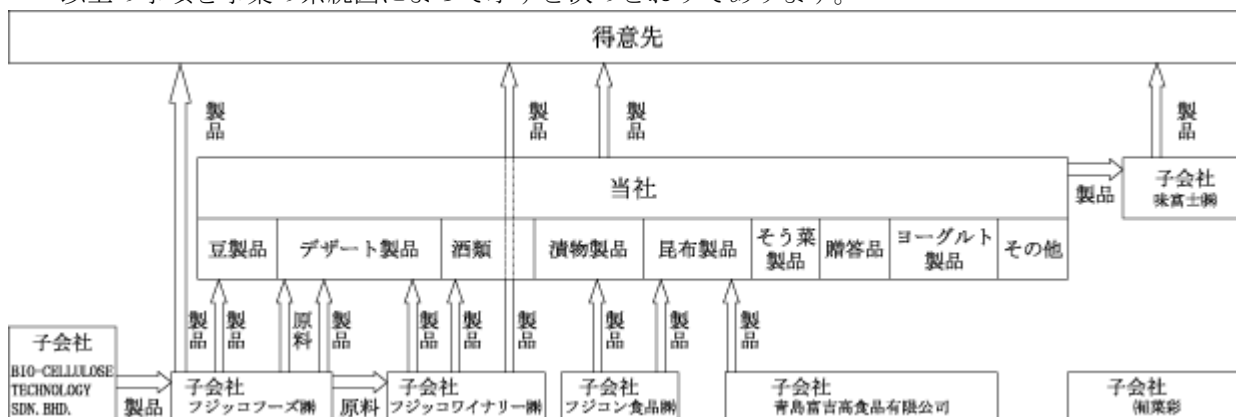 以上の事項を事業の系統図によって示すと次のとおりであります。
得意先
製品
製品
製品
製品
当社
製品
子会社
味富士㈱
豆製品
デザート製品
酒類
漬物製品
昆布製品
そう菜
製品
贈答品
ヨーグルト
製品
その他
製品
製品
原料
製品
製品
製品
製品
製品
製品
製品
子会社
BIO-CELLULOSE
TECHNOLOGY
SDN. BHD.
製品
子会社
フジッコフーズ㈱
原料
子会社
フジッコワイナリー㈱
子会社
フジコン食品㈱
子会社
青島富吉高食品有限公司
子会社
㈲菜彩